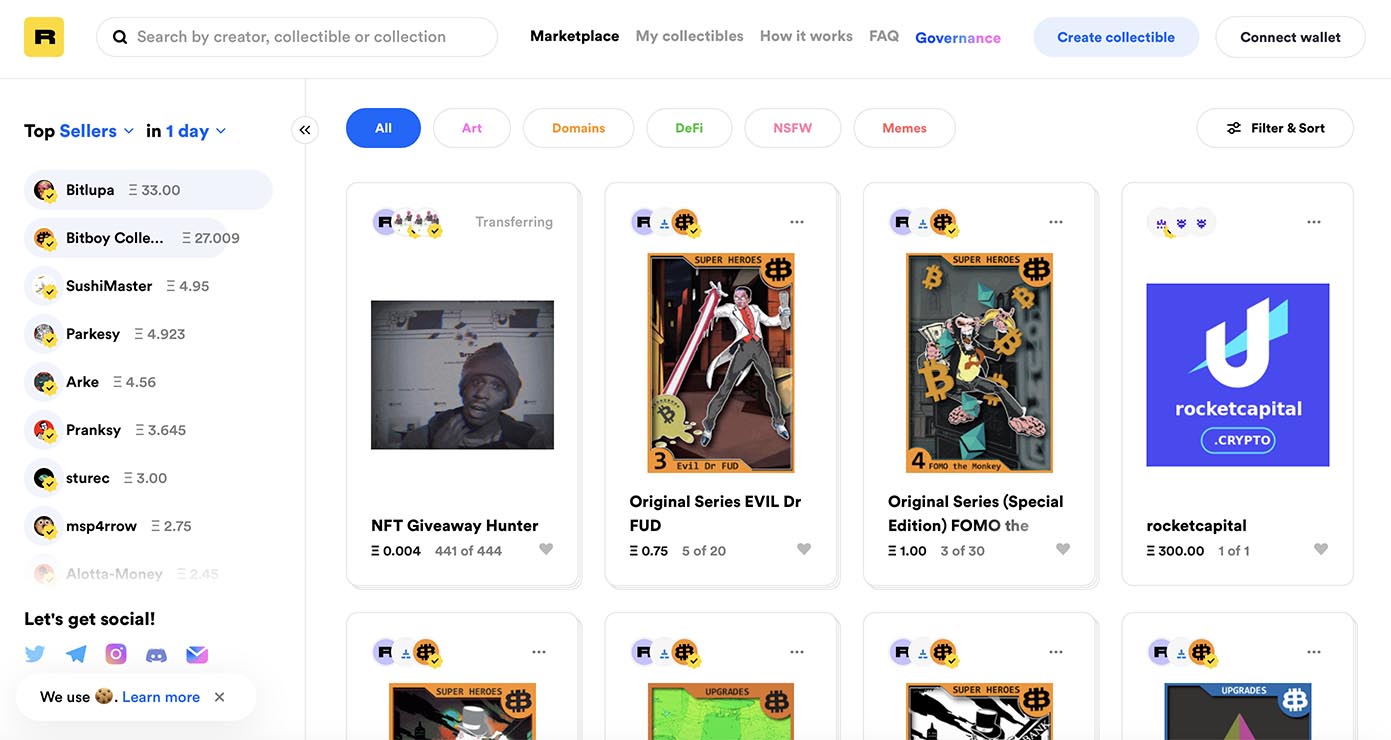 R
Search by creator, collectible or collection
Marketplace
My collectibles
How it works
FAQ
Governance
Create collectible
Connect wallet
Top Sellers in 1 day
Bitlupa Ξ 33.00
Bitboy Colle... Ξ 27.009
SushiMaster Ξ 4.95
Parkesy Ξ 4.923
Arke Ξ 4.56
Pranksy Ξ 3.645
sturec Ξ 3.00
msp4rrow Ξ 2.75
Alotta-Money Ξ 2.45
Let's get social!
We use 🍪. Learn more ✕
All
Art
Domains
DeFi
NSFW
Memes
Filter & Sort
Transferring
NFT Giveaway Hunter
Ξ 0.004 441 of 444
SUPER HEROES
3 Evil Dr FUD
Original Series EVIL Dr
FUD
Ξ 0.75 5 of 20
SUPER HEROES
4 FOMO the Monkey
Original Series (Special
Edition) FOMO the
Ξ 1.00 3 of 30
rocketcapital
.CRYPTO
rocketcapital
Ξ 300.00 1 of 1
SUPER HEROES
UPGRADES
SUPER HEROES
BANK
UPGRADES